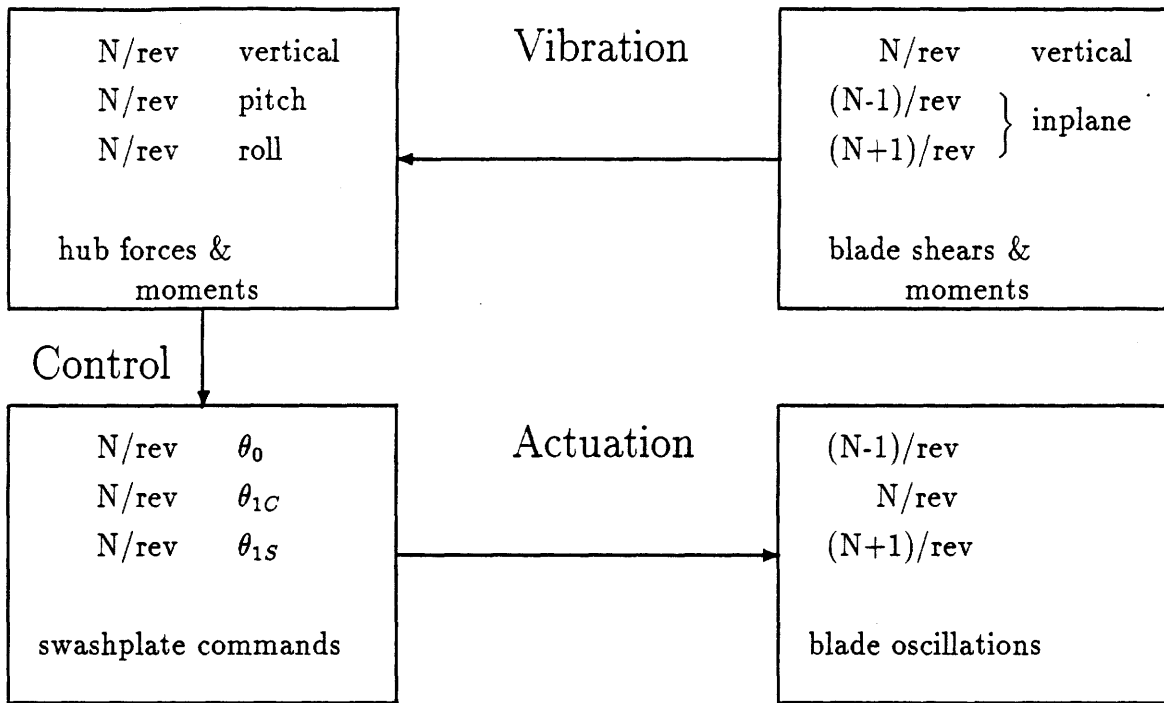 N/rev vertical
N/rev pitch
N/rev roll
hub forces &
moments
Vibration
N/rev vertical
(N-1)/rev
(N+1)/rev
} inplane
blade shears &
moments
Control
N/rev θ₀
N/rev θ₁C
N/rev θ₁S
swashplate commands
Actuation
(N-1)/rev
N/rev
(N+1)/rev
blade oscillations